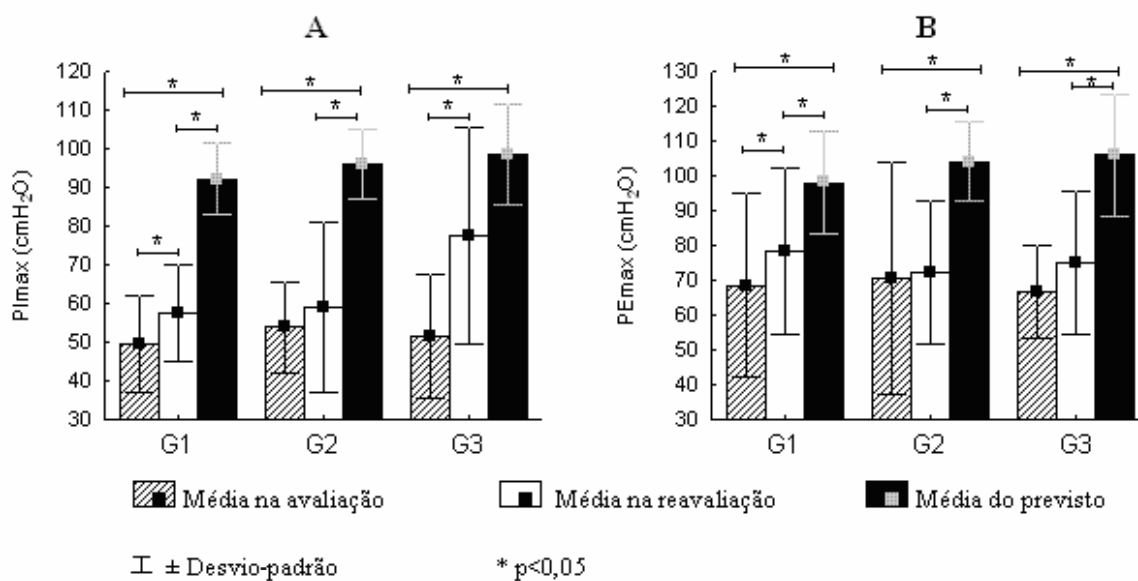 A
B
PImax (cmH₂O)
120
110
100
90
80
70
60
50
40
30
* * * * * * *
G1 G2 G3
PEmax (cmH₂O)
130
120
110
100
90
80
70
60
50
40
30
* * * * * * *
G1 G2 G3
Média na avaliação Média na reavaliação Média do previsto
± Desvio-padrão * p<0,05